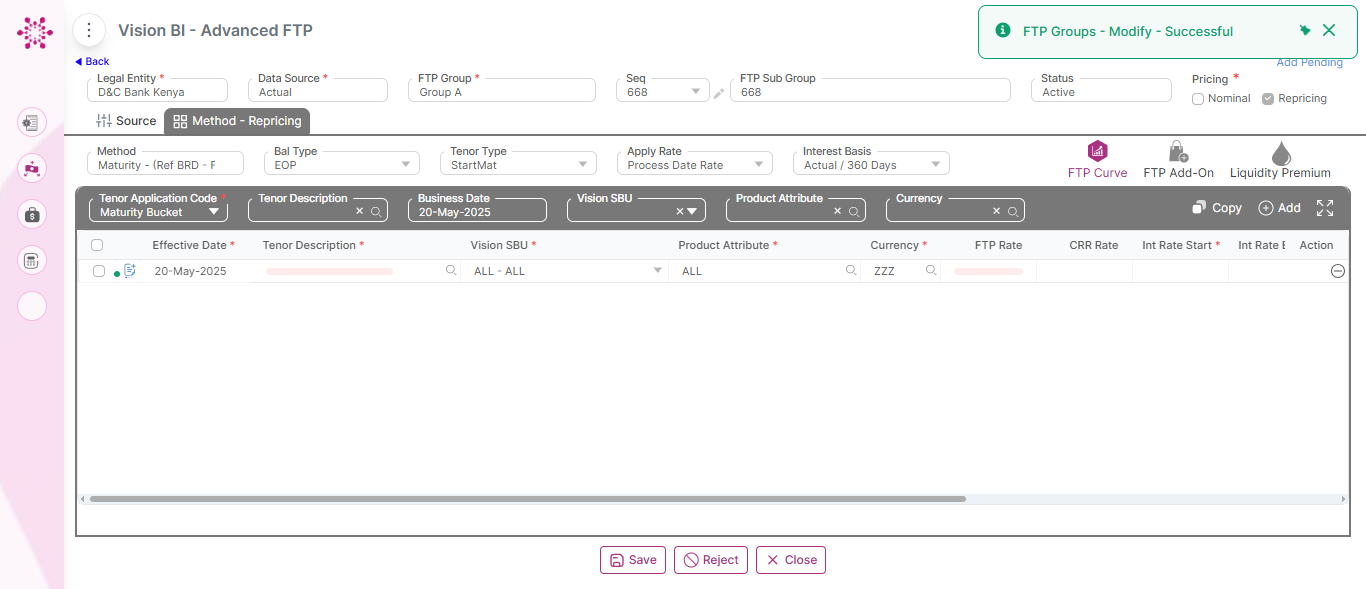 Vision BI - Advanced FTP
FTP Groups - Modify - Successful
Back
Add Pending
Legal Entity *
D&C Bank Kenya
Data Source *
Actual
FTP Group *
Group A
Seq
668
FTP Sub Group
668
Status
Active
Pricing *
Nominal
Repricing
Source
Method - Repricing
Method
Maturity - (Ref BRD - F
Bal Type
EOP
Tenor Type
StartMat
Apply Rate
Process Date Rate
Interest Basis
Actual / 360 Days
FTP Curve
FTP Add-On
Liquidity Premium
Tenor Application Code *
Maturity Bucket
Tenor Description
Business Date
20-May-2025
Vision SBU
Product Attribute
Currency
Copy
Add
Effective Date * Tenor Description * Vision SBU * Product Attribute * Currency * FTP Rate CRR Rate Int Rate Start * Int Rate E Action
20-May-2025 ALL - ALL ALL ZZZ
Save
Reject
Close